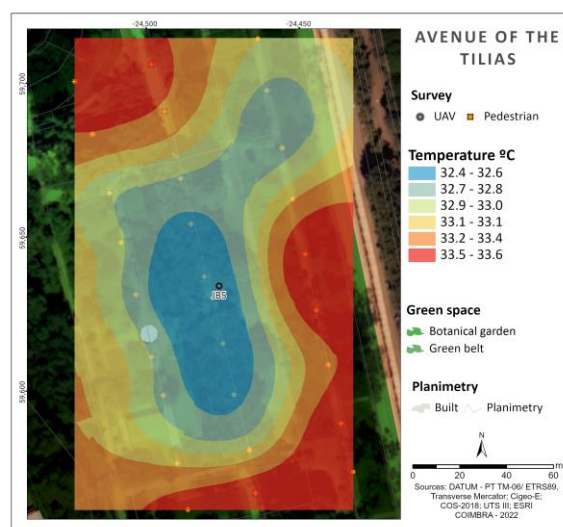 -24,500
-24,450
59,700
59,650
59,600
JB5
AVENUE OF THE
TILIAS
Survey
UAV
Pedestrian
Temperature ºC
32.4 - 32.6
32.7 - 32.8
32.9 - 33.0
33.1 - 33.1
33.2 - 33.4
33.5 - 33.6
Green space
Botanical garden
Green belt
Planimetry
Built
Planimetry
N
m
0 20 40 60
Sources: DATUM - PT TM-06/ ETRS89,
Transverse Mercator; Cigeo-E;
COS-2018; UTS III; ESRI
COIMBRA - 2022